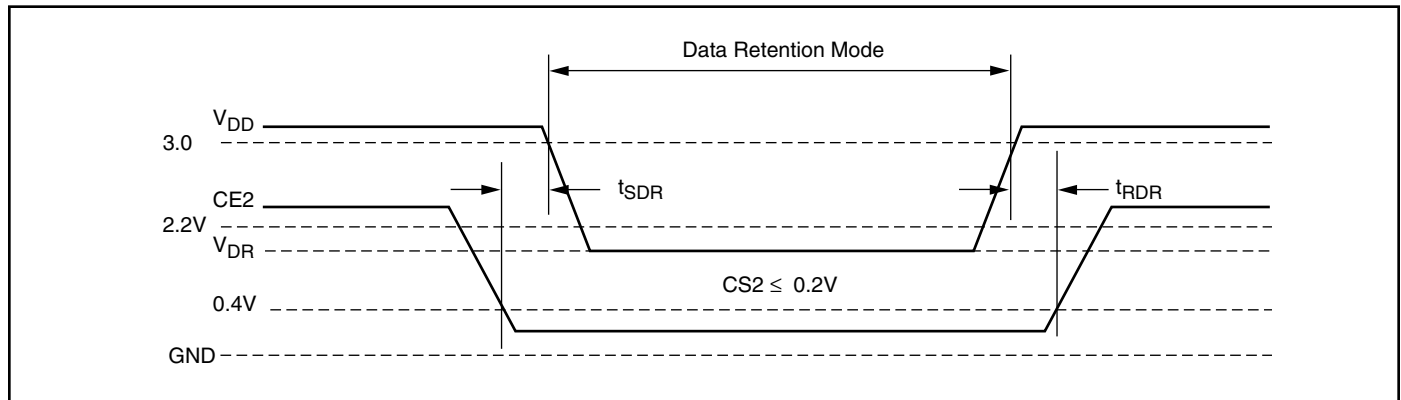 Data Retention Mode
VDD
3.0
tSDR
tRDR
CE2
2.2V
VDR
CS2 ≤ 0.2V
0.4V
GND